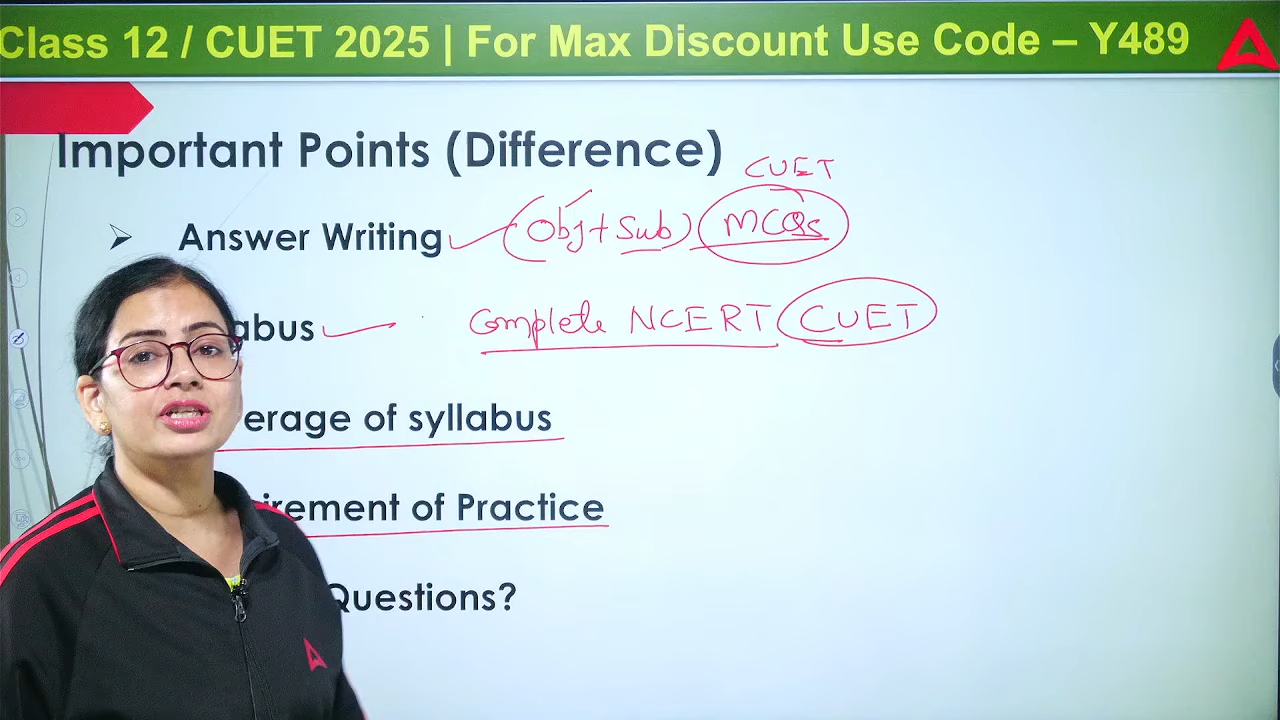 Class 12 / CUET 2025 | For Max Discount Use Code – Y489
Important Points (Difference)
CUET
➤ Answer Writing (Obj + Sub) MCQs
abus Complete NCERT CUET
erage of syllabus
irement of Practice
Questions?